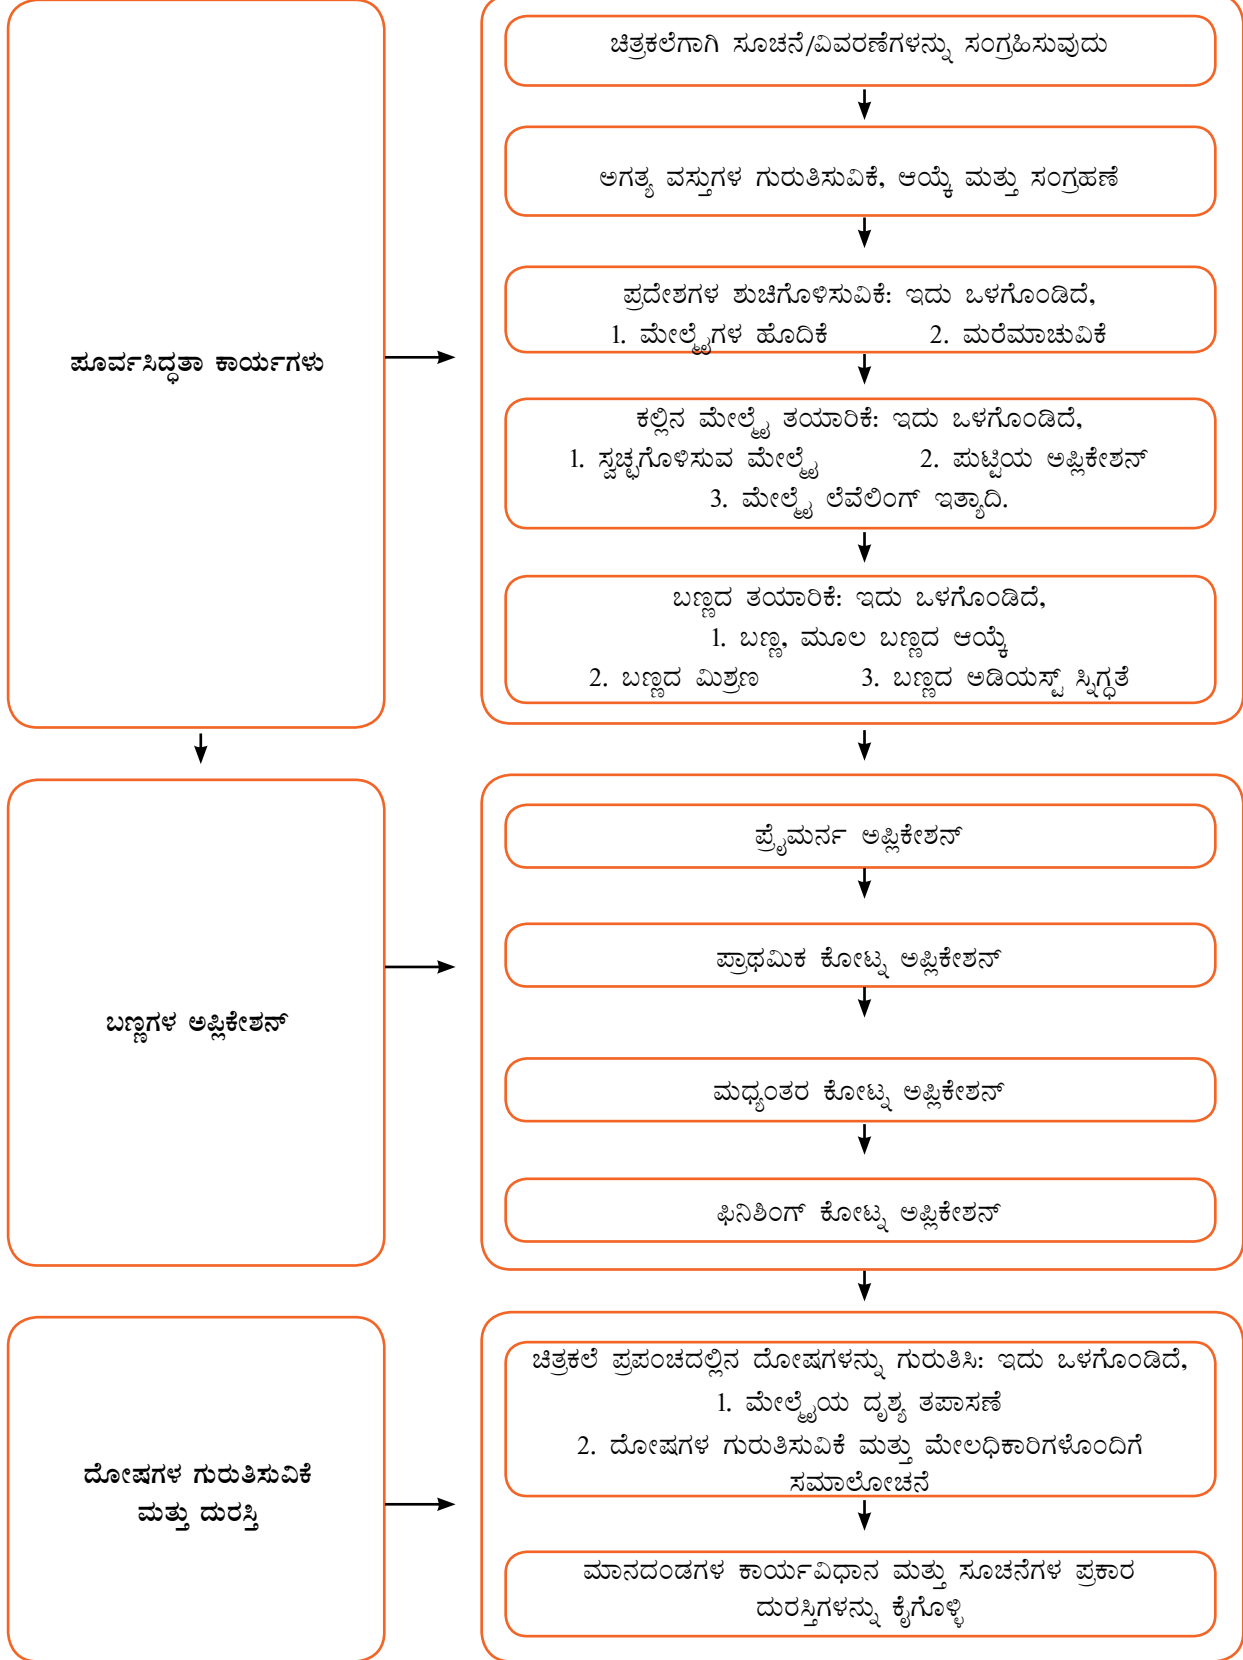 ಪೂರ್ವಸಿದ್ಧತಾ ಕಾರ್ಯಗಳು
ಚಿತ್ರಕಲೆಗಾಗಿ ಸೂಚನೆ/ವಿವರಣೆಗಳನ್ನು ಸಂಗ್ರಹಿಸುವುದು
ಅಗತ್ಯ ವಸ್ತುಗಳ ಗುರುತಿಸುವಿಕೆ, ಆಯ್ಕೆ ಮತ್ತು ಸಂಗ್ರಹಣೆ
ಪ್ರದೇಶಗಳ ಶುಚಿಗೊಳಿಸುವಿಕೆ: ಇದು ಒಳಗೊಂಡಿದೆ,
1. ಮೇಲ್ಮೈಗಳ ಹೊದಿಕೆ 2. ಮರೆಮಾಚುವಿಕೆ
ಕಲ್ಲಿನ ಮೇಲ್ಮೈ ತಯಾರಿಕೆ: ಇದು ಒಳಗೊಂಡಿದೆ,
1. ಸ್ವಚ್ಛಗೊಳಿಸುವ ಮೇಲ್ಮೈ 2. ಪುಟ್ಟಿಯ ಅಪ್ಲಿಕೇಶನ್
3. ಮೇಲ್ಮೈ ಲೆವೆಲಿಂಗ್ ಇತ್ಯಾದಿ.
ಬಣ್ಣದ ತಯಾರಿಕೆ: ಇದು ಒಳಗೊಂಡಿದೆ,
1. ಬಣ್ಣ, ಮೂಲ ಬಣ್ಣದ ಆಯ್ಕೆ
2. ಬಣ್ಣದ ಮಿಶ್ರಣ 3. ಬಣ್ಣದ ಅಡಿಯಸ್ಟ್ ಸ್ನಿಗ್ಧತೆ
ಬಣ್ಣಗಳ ಅಪ್ಲಿಕೇಶನ್
ಪ್ರೈಮರ್ನ ಅಪ್ಲಿಕೇಶನ್
ಪ್ರಾಥಮಿಕ ಕೋಟ್ನ ಅಪ್ಲಿಕೇಶನ್
ಮಧ್ಯಂತರ ಕೋಟ್ನ ಅಪ್ಲಿಕೇಶನ್
ಫಿನಿಶಿಂಗ್ ಕೋಟ್ನ ಅಪ್ಲಿಕೇಶನ್
ದೋಷಗಳ ಗುರುತಿಸುವಿಕೆ
ಮತ್ತು ದುರಸ್ತಿ
ಚಿತ್ರಕಲೆ ಪ್ರಪಂಚದಲ್ಲಿನ ದೋಷಗಳನ್ನು ಗುರುತಿಸಿ: ಇದು ಒಳಗೊಂಡಿದೆ,
1. ಮೇಲ್ಮೈಯ ದೃಶ್ಯ ತಪಾಸಣೆ
2. ದೋಷಗಳ ಗುರುತಿಸುವಿಕೆ ಮತ್ತು ಮೇಲಧಿಕಾರಿಗಳೊಂದಿಗೆ
ಸಮಾಲೋಚನೆ
ಮಾನದಂಡಗಳ ಕಾರ್ಯವಿಧಾನ ಮತ್ತು ಸೂಚನೆಗಳ ಪ್ರಕಾರ
ದುರಸ್ತಿಗಳನ್ನು ಕೈಗೊಳ್ಳಿ